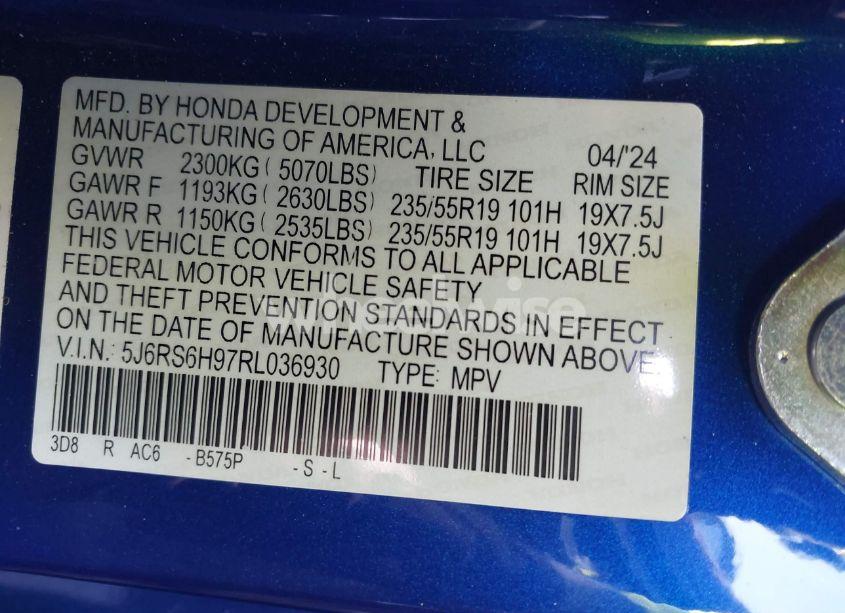 MFD. BY HONDA DEVELOPMENT &
MANUFACTURING OF AMERICA, LLC 04/'24
GVWR 2300KG ( 5070LBS) TIRE SIZE RIM SIZE
GAWR F 1193KG ( 2630LBS) 235/55R19 101H 19X7.5J
GAWR R 1150KG ( 2535LBS) 235/55R19 101H 19X7.5J
THIS VEHICLE CONFORMS TO ALL APPLICABLE
FEDERAL MOTOR VEHICLE SAFETY
AND THEFT PREVENTION STANDARDS IN EFFECT
ON THE DATE OF MANUFACTURE SHOWN ABOVE.
V.I.N.: 5J6RS6H97RL036930 TYPE: MPV
3D8 R AC6 -B575P -S -L